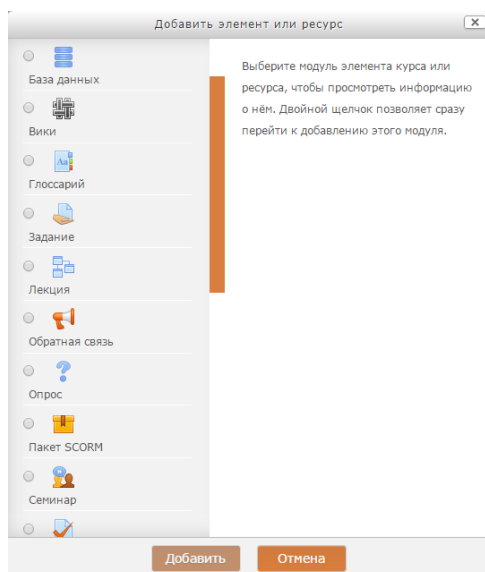 Добавить элемент или ресурс
База данных
Вики
Aa
Глоссарий
Задание
Лекция
Обратная связь
?
Опрос
Пакет SCORM
Семинар
Выберите модуль элемента курса или
ресурса, чтобы просмотреть информацию
о нём. Двойной щелчок позволяет сразу
перейти к добавлению этого модуля.
Добавить
Отмена